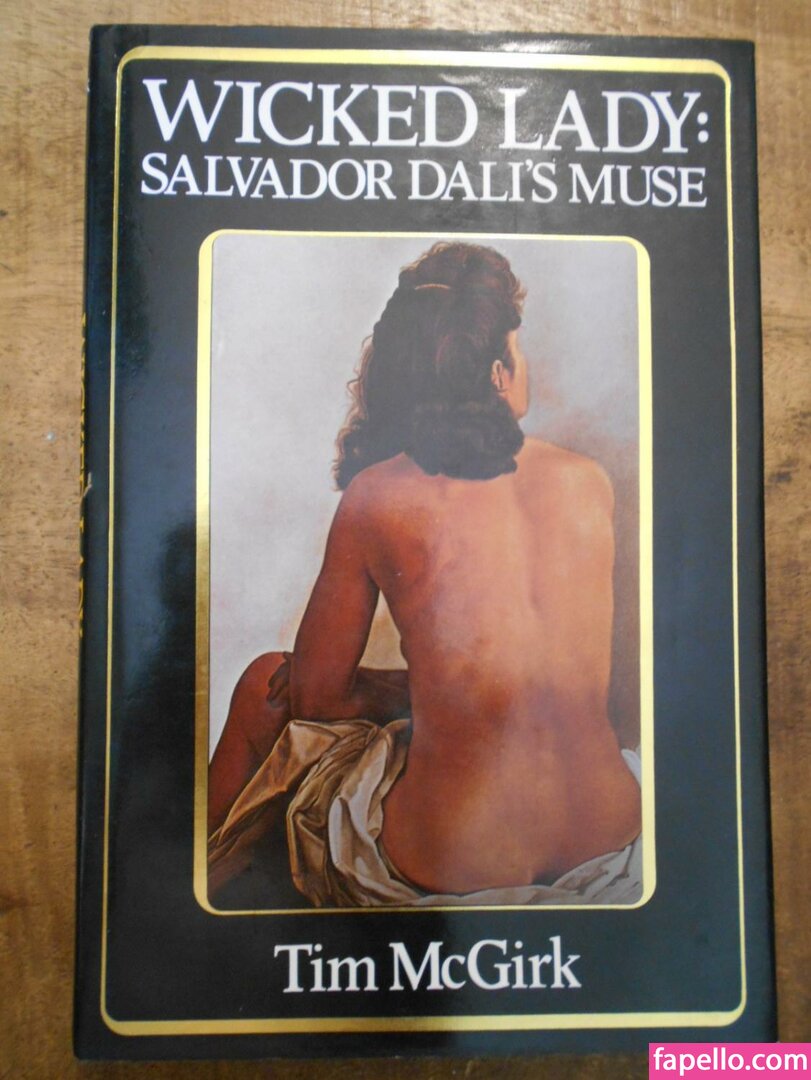 WICKED LADY:
SALVADOR DALI'S MUSE
Tim McGirk
fapello.com